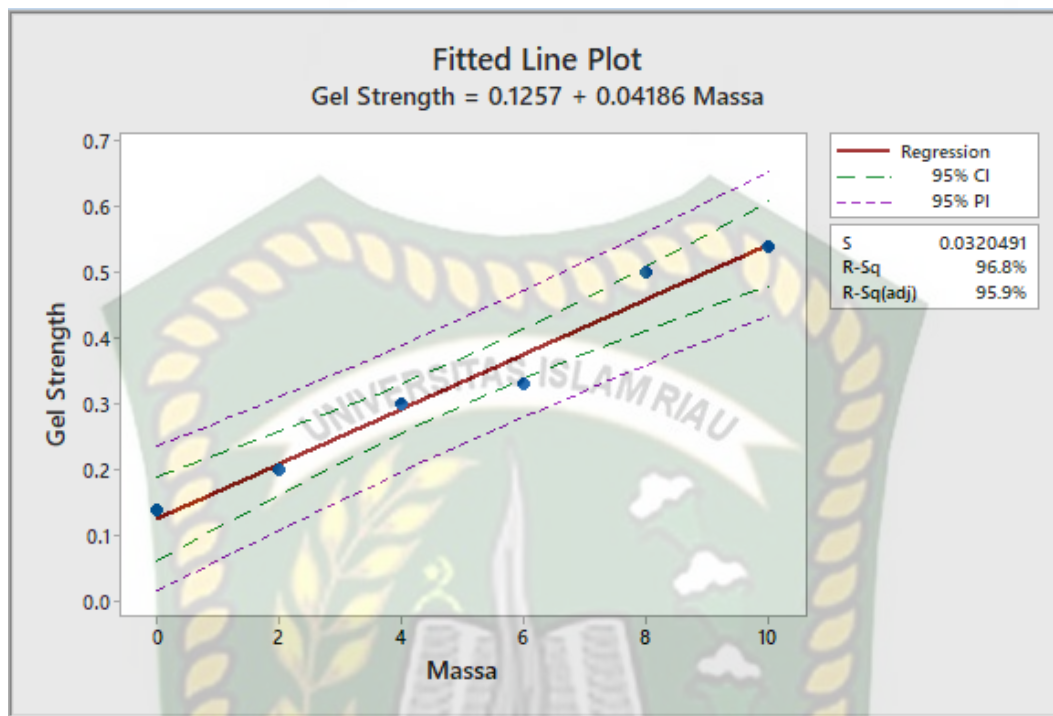 Fitted Line Plot
Gel Strength = 0.1257 + 0.04186 Massa
0.7
0.6
0.5
0.4
0.3
0.2
0.1
0.0
Gel Strength
0 2 4 6 8 10
Massa
Regression
95% CI
95% PI
S 0.0320491
R-Sq 96.8%
R-Sq(adj) 95.9%
UNIVERSITAS ISLAM RIAU